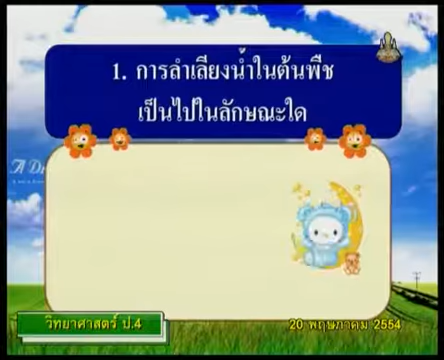 1. การลำเลียงน้ำในต้นพืช
เป็นไปในลักษณะใด
วิทยาศาสตร์ ป.4
20 พฤษภาคม 2554